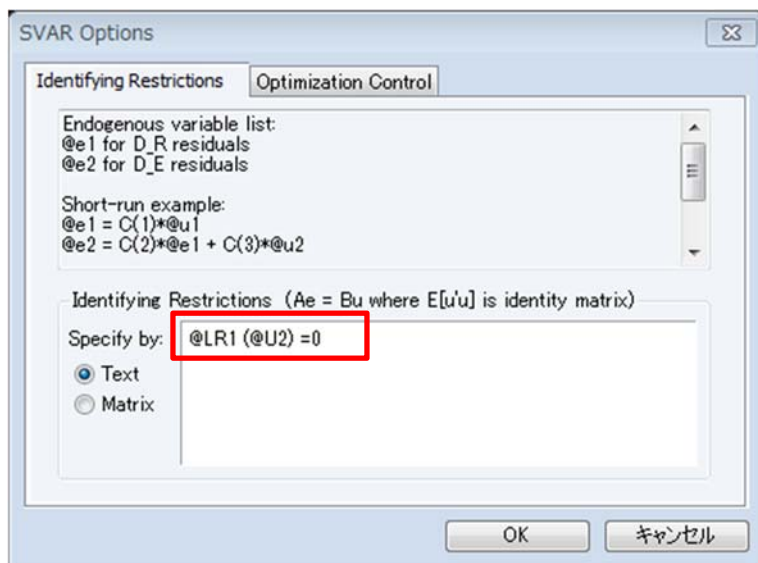 SVAR Options
Identifying Restrictions
Optimization Control
Endogenous variable list:
@e1 for D_R residuals
@e2 for D_E residuals
Short-run example:
@e1 = C(1)*@u1
@e2 = C(2)*@e1 + C(3)*@u2
Identifying Restrictions (Ae = Bu where E[u'u] is identity matrix)
Specify by:
@LR1 (@U2) =0
Text
Matrix
OK
キャンセル